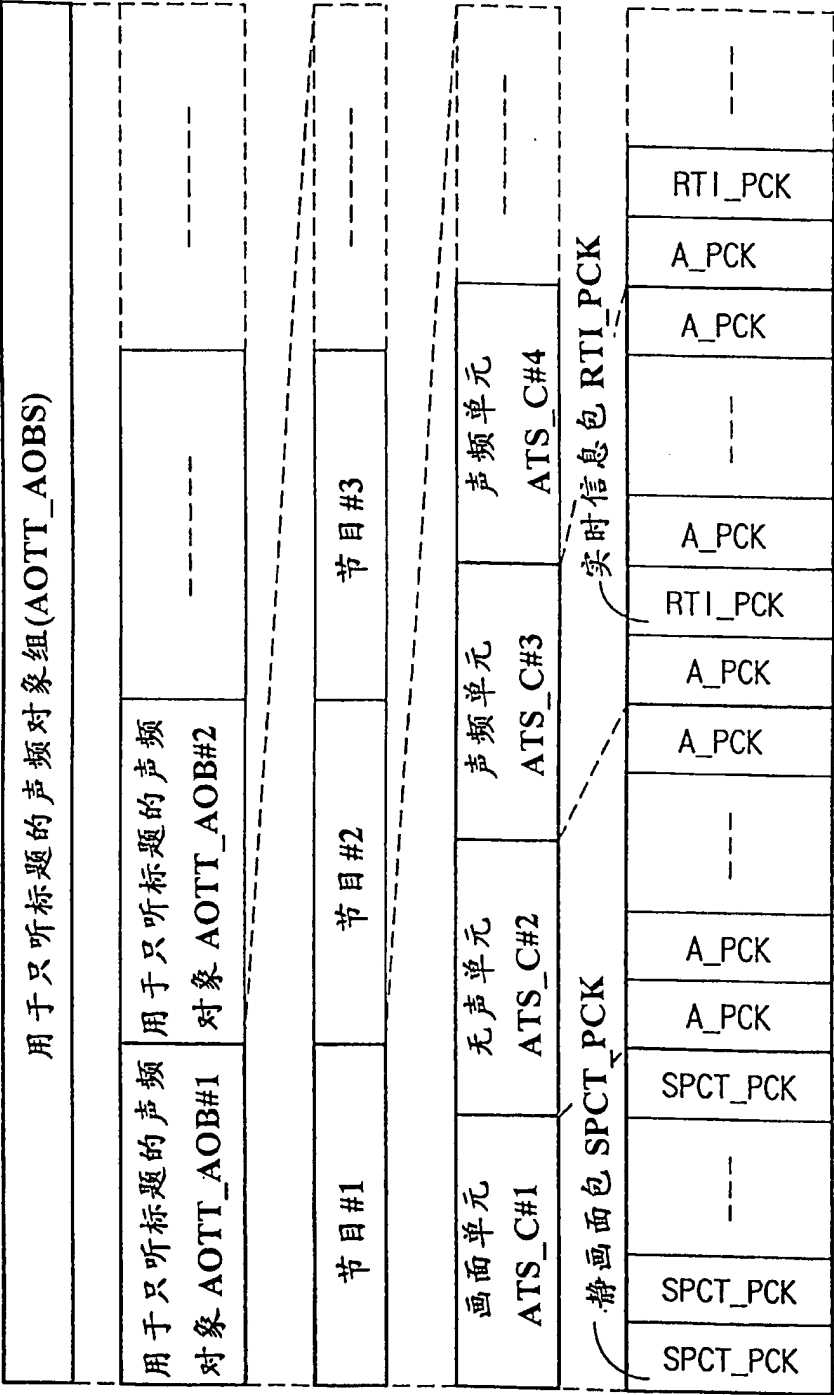 用于只听标题的声频对象组(AOTT_AOBS)
用于只听标题的声频
对象 AOTT_AOB#1
用于只听标题的声频
对象 AOTT_AOB#2
节目#1
节目#2
节目#3
画面单元
ATS_C#1
无声单元
ATS_C#2
声频单元
ATS_C#3
声频单元
ATS_C#4
静画面包 SPCT_PCK
实时信息包 RTI_PCK
SPCT_PCK
SPCT_PCK
SPCT_PCK
A_PCK
A_PCK
A_PCK
A_PCK
RTI_PCK
A_PCK
A_PCK
A_PCK
RTI_PCK